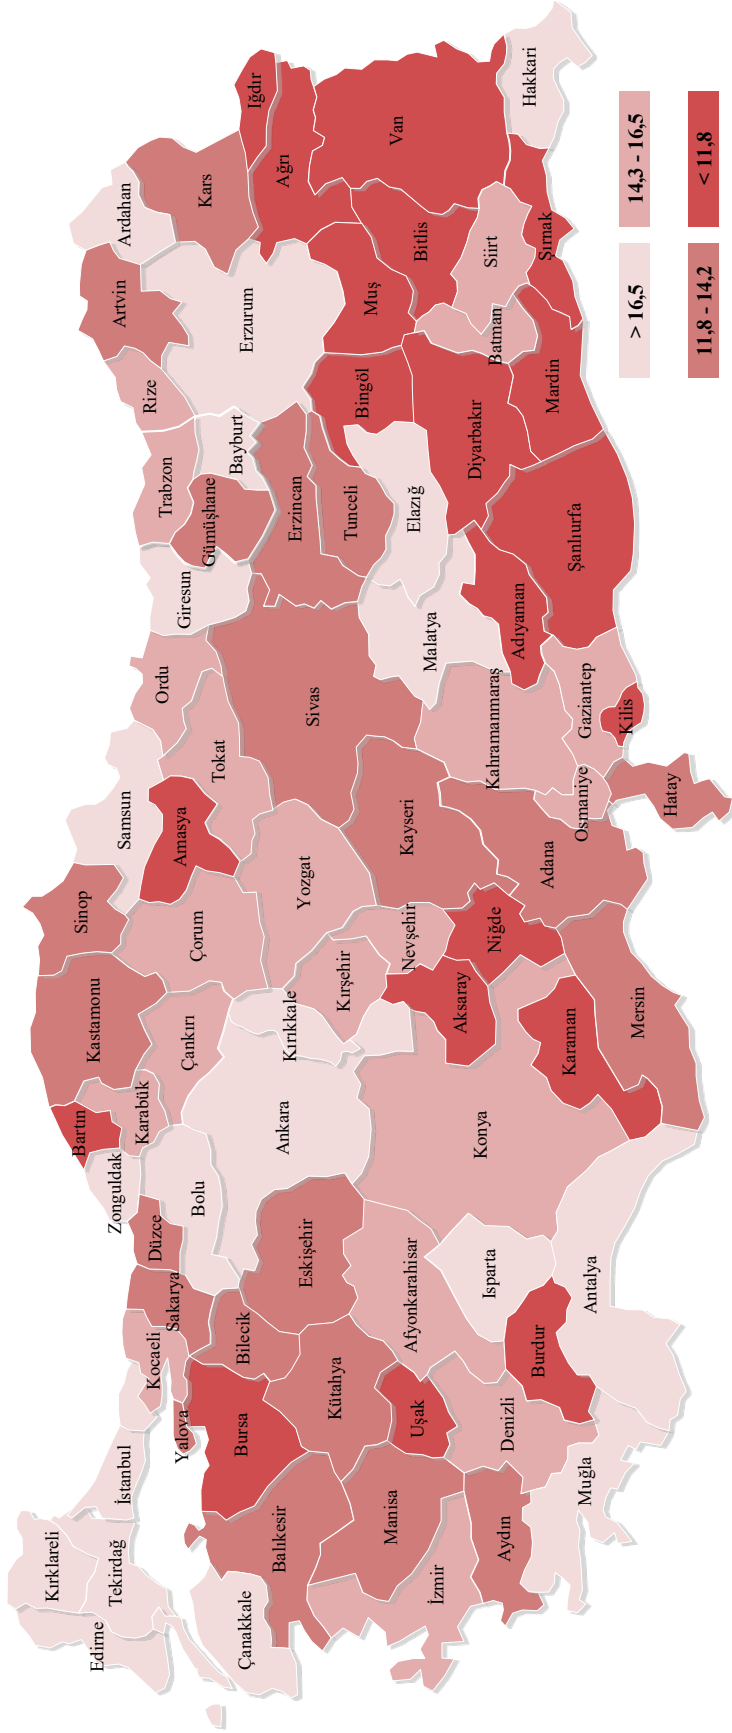 Kırklareli
Edirne
Tekirdağ
İstanbul
Çanakkale
Yalova
Kocaeli
Sakarya
Düzce
Zonguldak
Bartın
Karabük
Kastamonu
Sinop
Samsun
Bolu
Çankırı
Çorum
Amasya
Ordu
Giresun
Trabzon
Rize
Artvin
Ardahan
Tokat
Gümüşhane
Bayburt
Kars
Balıkesir
Bursa
Bilecik
Eskişehir
Ankara
Kırıkkale
Yozgat
Sivas
Erzincan
Erzurum
Iğdır
Ağrı
Kütahya
Kırşehir
Tunceli
Bingöl
Muş
Manisa
Uşak
Afyonkarahisar
Nevşehir
Kayseri
Malatya
Elazığ
Bitlis
Van
İzmir
Aydın
Denizli
Isparta
Konya
Aksaray
Niğde
Kahramanmaraş
Adıyaman
Diyarbakır
Batman
Siirt
Muğla
Burdur
Antalya
Karaman
Mersin
Adana
Osmaniye
Gaziantep
Kilis
Hatay
Şanlıurfa
Mardin
Şırnak
Hakkari
> 16,5
14,3 - 16,5
11,8 - 14,2
< 11,8